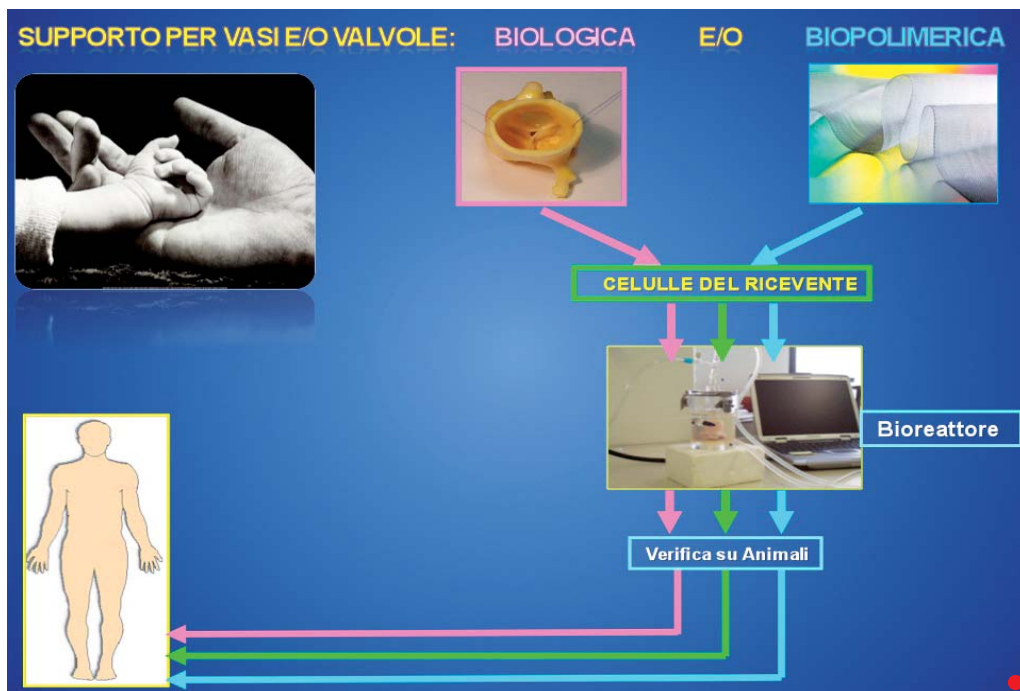 SUPPORTO PER VASI E/O VALVOLE: BIOLOGICA E/O BIOPOLIMERICA
CELULLE DEL RICEVENTE
Bioreattore
Verifica su Animali